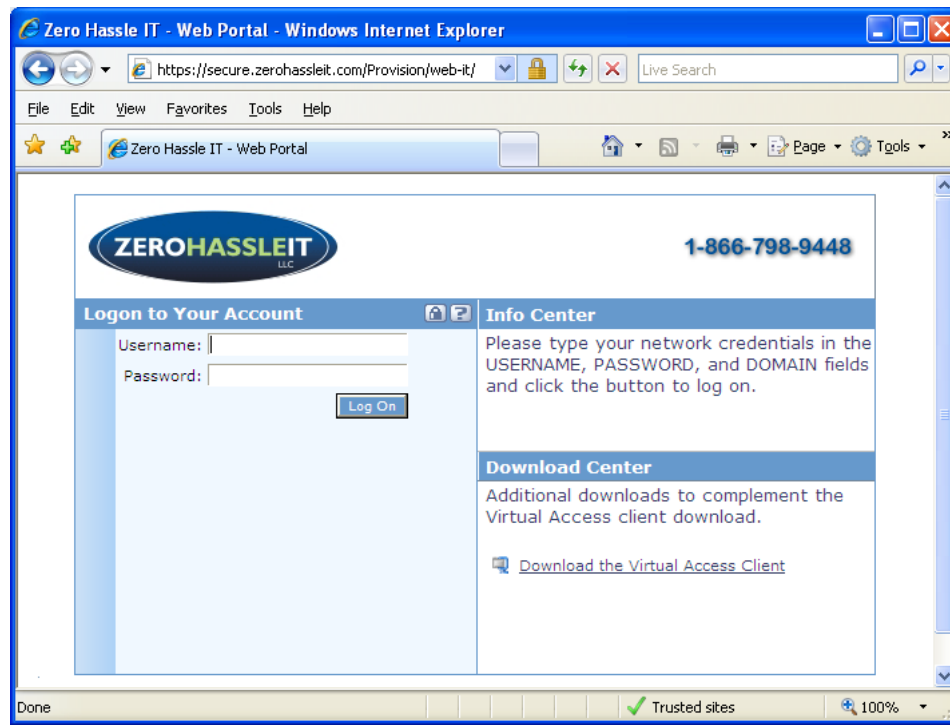 Zero Hassle IT - Web Portal - Windows Internet Explorer
https://secure.zerohassleit.com/Provision/web-it/
Live Search
File Edit View Favorites Tools Help
Zero Hassle IT - Web Portal
Page Tools »
ZEROHASSLEIT
LLC
1-866-798-9448
Logon to Your Account
?
Username:
Password:
Log On
Info Center
Please type your network credentials in the
USERNAME, PASSWORD, and DOMAIN fields
and click the button to log on.
Download Center
Additional downloads to complement the
Virtual Access client download.
Download the Virtual Access Client
Done
Trusted sites
100%